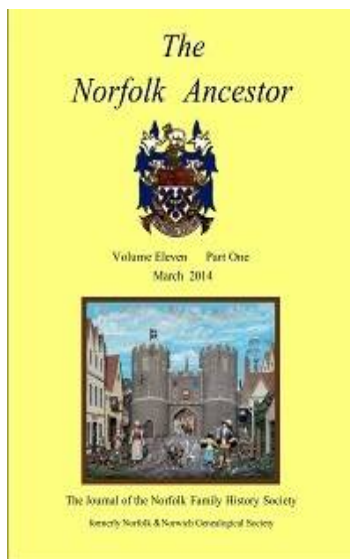 The
Norfolk Ancestor
Volume Eleven Part One
March 2014
The Journal of the Norfolk Family History Society
formerly Norfolk & Norwich Genealogical Society